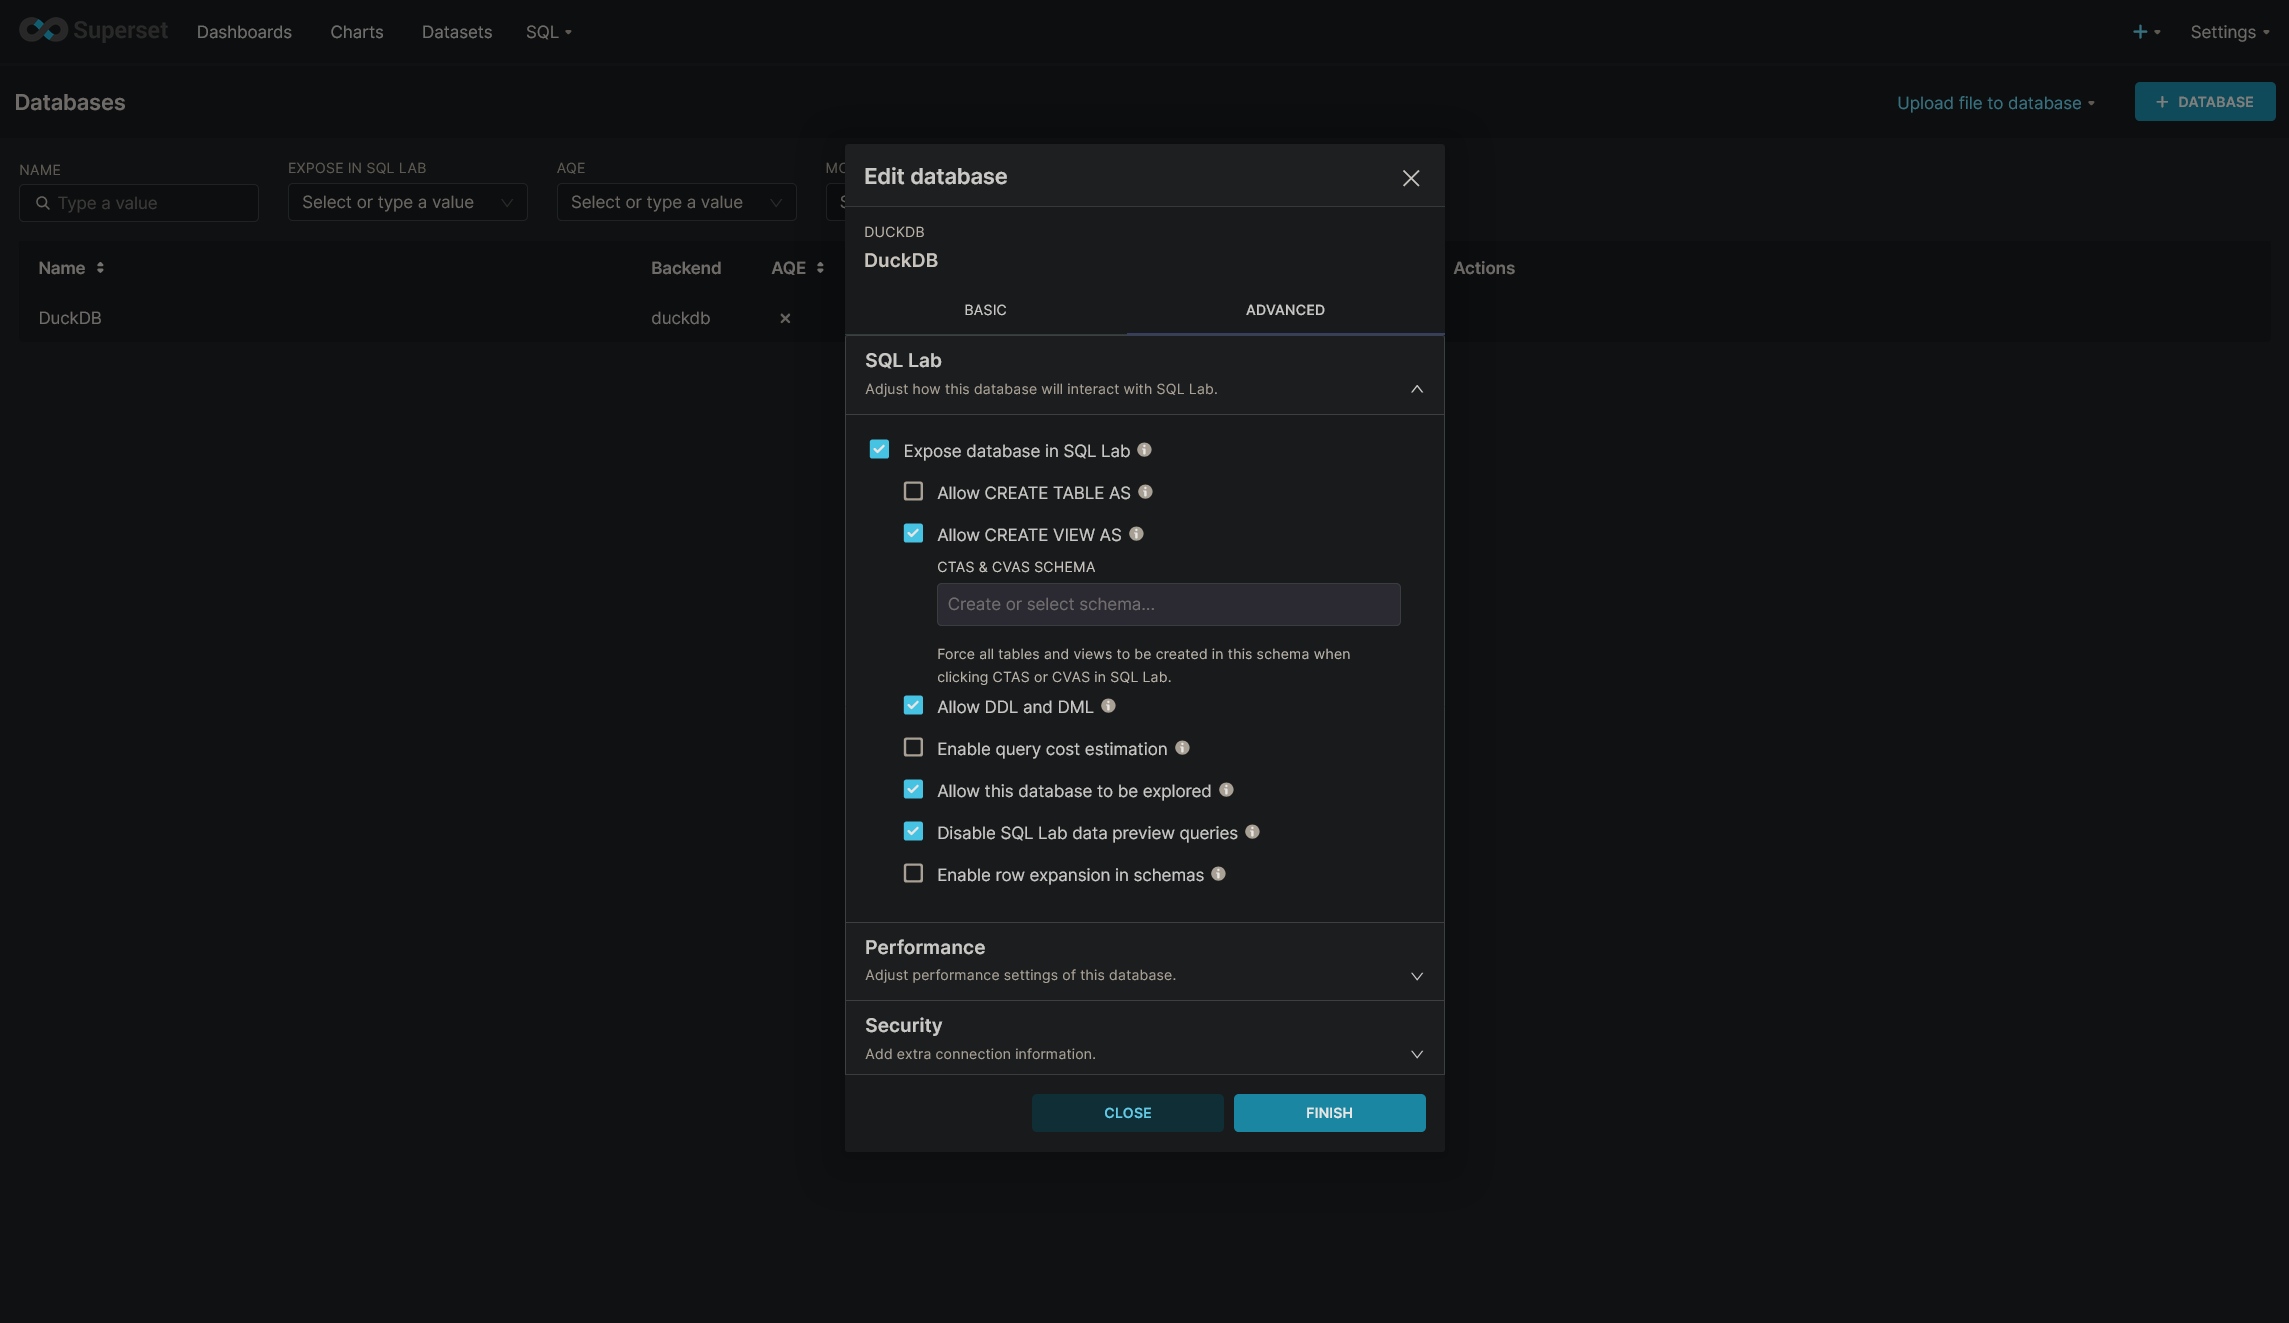 Superset
Dashboards
Charts
Datasets
SQL
Settings
Databases
Upload file to database
+ DATABASE
NAME
Type a value
EXPOSE IN SQL LAB
Select or type a value
AQE
Select or type a value
Name
Backend
AQE
Actions
DuckDB
duckdb
Edit database
DUCKDB
DuckDB
BASIC
ADVANCED
SQL Lab
Adjust how this database will interact with SQL Lab.
Expose database in SQL Lab
Allow CREATE TABLE AS
Allow CREATE VIEW AS
CTAS & CVAS SCHEMA
Create or select schema...
Force all tables and views to be created in this schema when
clicking CTAS or CVAS in SQL Lab.
Allow DDL and DML
Enable query cost estimation
Allow this database to be explored
Disable SQL Lab data preview queries
Enable row expansion in schemas
Performance
Adjust performance settings of this database.
Security
Add extra connection information.
CLOSE
FINISH